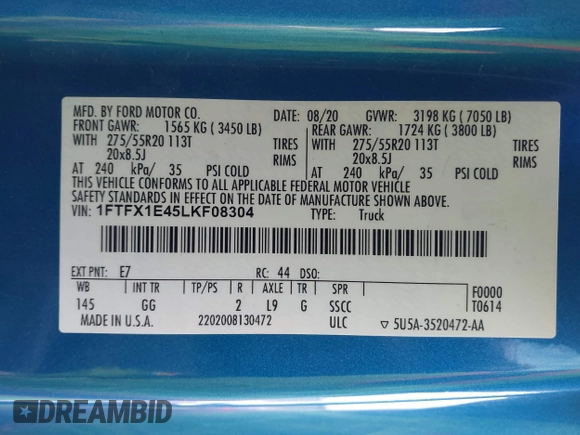 MFD. BY FORD MOTOR CO.
DATE: 08/20 GVWR: 3198 KG ( 7050 LB)
FRONT GAWR: 1565 KG ( 3450 LB)
REAR GAWR: 1724 KG ( 3800 LB)
WITH 275/55R20 113T TIRES
WITH 275/55R20 113T TIRES
20x8.5J RIMS
20x8.5J RIMS
AT 240 kPa/ 35 PSI COLD
AT 240 kPa/ 35 PSI COLD
THIS VEHICLE CONFORMS TO ALL APPLICABLE FEDERAL MOTOR VEHICLE
SAFETY STANDARDS IN EFFECT ON THE DATE OF MANUFACTURE SHOWN ABOVE.
VIN: 1FTFX1E45LKF08304
TYPE: Truck
EXT PNT: E7 RC: 44 DSO:
WB INT TR TP/PS R AXLE TR SPR F0000
145 GG 2 L9 G SSCC T0614
MADE IN U.S.A. 2202008130472 ULC ▽ 5U5A-3520472-AA
DREAMBID